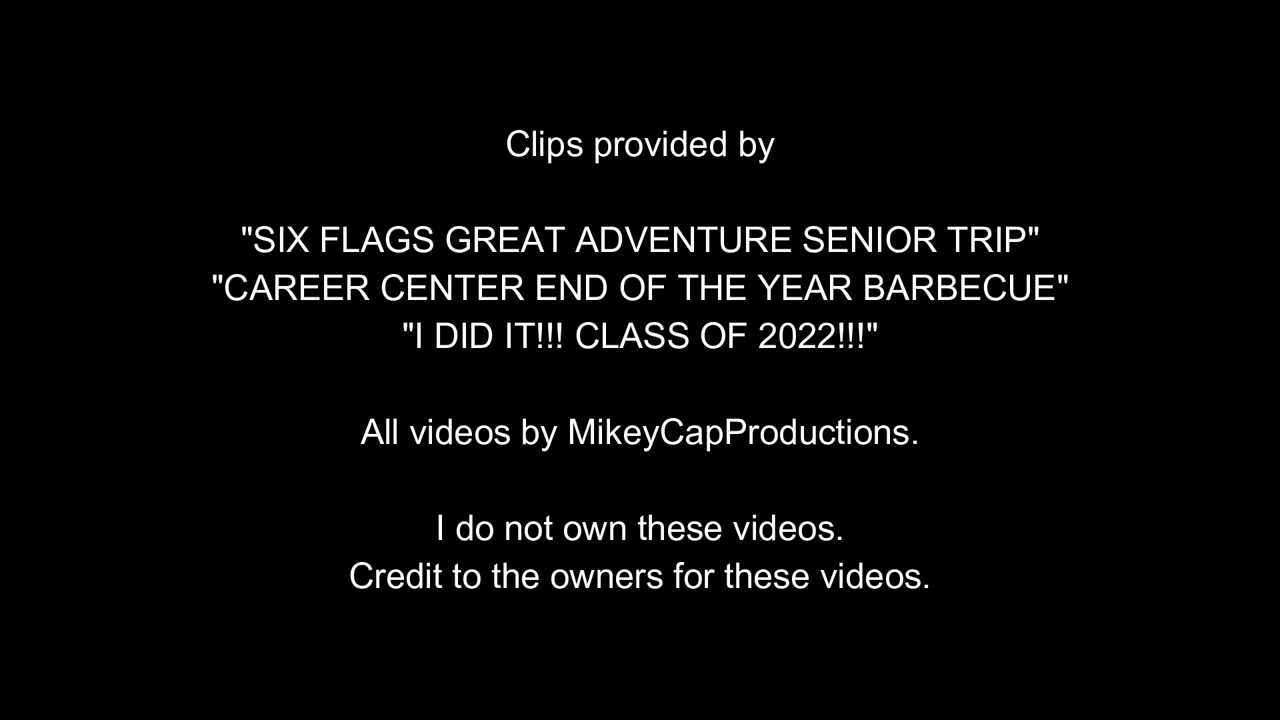 Clips provided by
"SIX FLAGS GREAT ADVENTURE SENIOR TRIP"
"CAREER CENTER END OF THE YEAR BARBECUE"
"I DID IT!!! CLASS OF 2022!!!"
All videos by MikeyCapProductions.
I do not own these videos.
Credit to the owners for these videos.